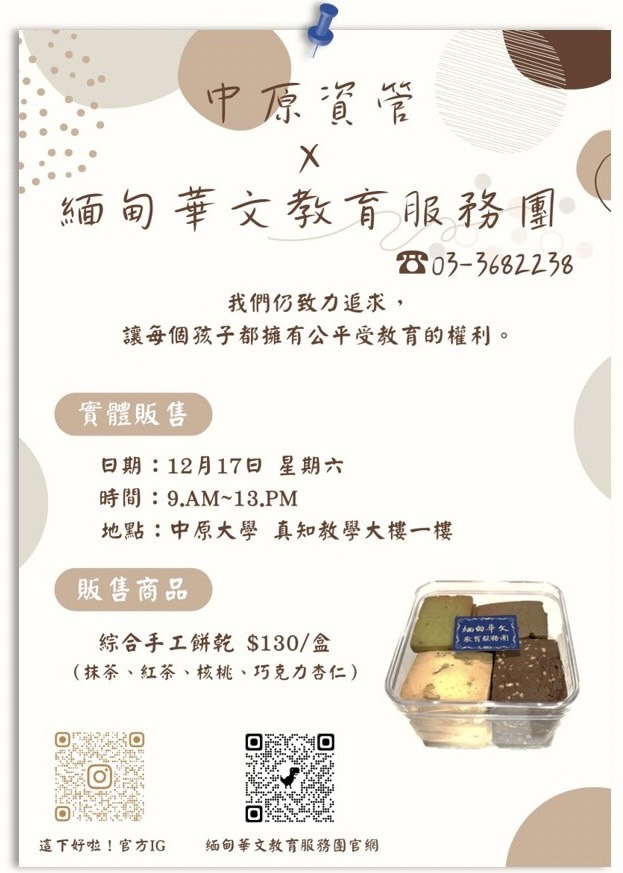 中原資管
X
緬甸華文教育服務團
☎03-3682238
我們仍致力追求，
讓每個孩子都擁有公平受教育的權利。
實體販售
日期：12月17日 星期六
時間：9.AM~13.PM
地點：中原大學 真知教學大樓一樓
販售商品
綜合手工餅乾 $130/盒
（抹茶、紅茶、核桃、巧克力杏仁）
緬甸華文
教育服務團
這下好啦！官方IG
緬甸華文教育服務團官網